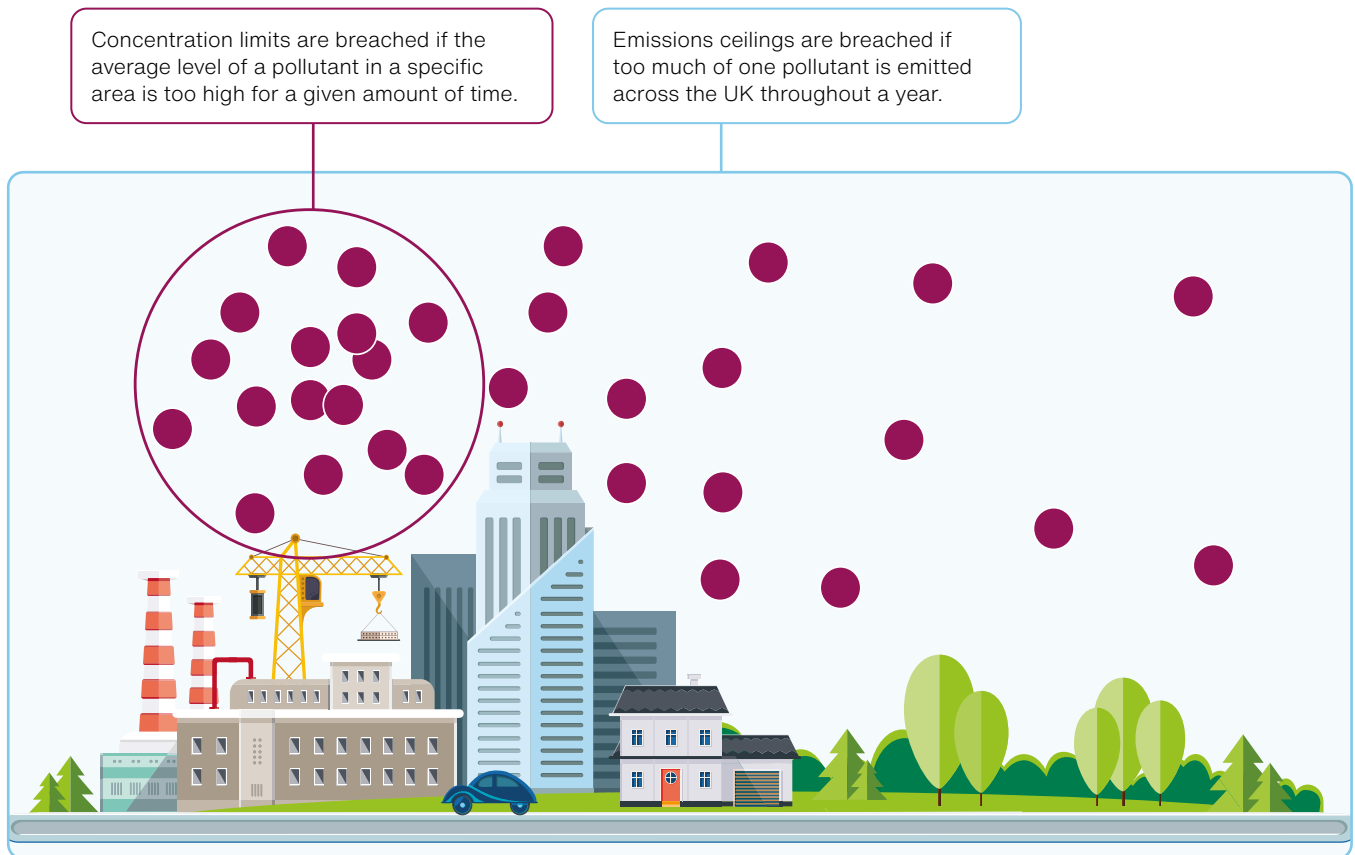 Concentration limits are breached if the
average level of a pollutant in a specific
area is too high for a given amount of time.
Emissions ceilings are breached if
too much of one pollutant is emitted
across the UK throughout a year.